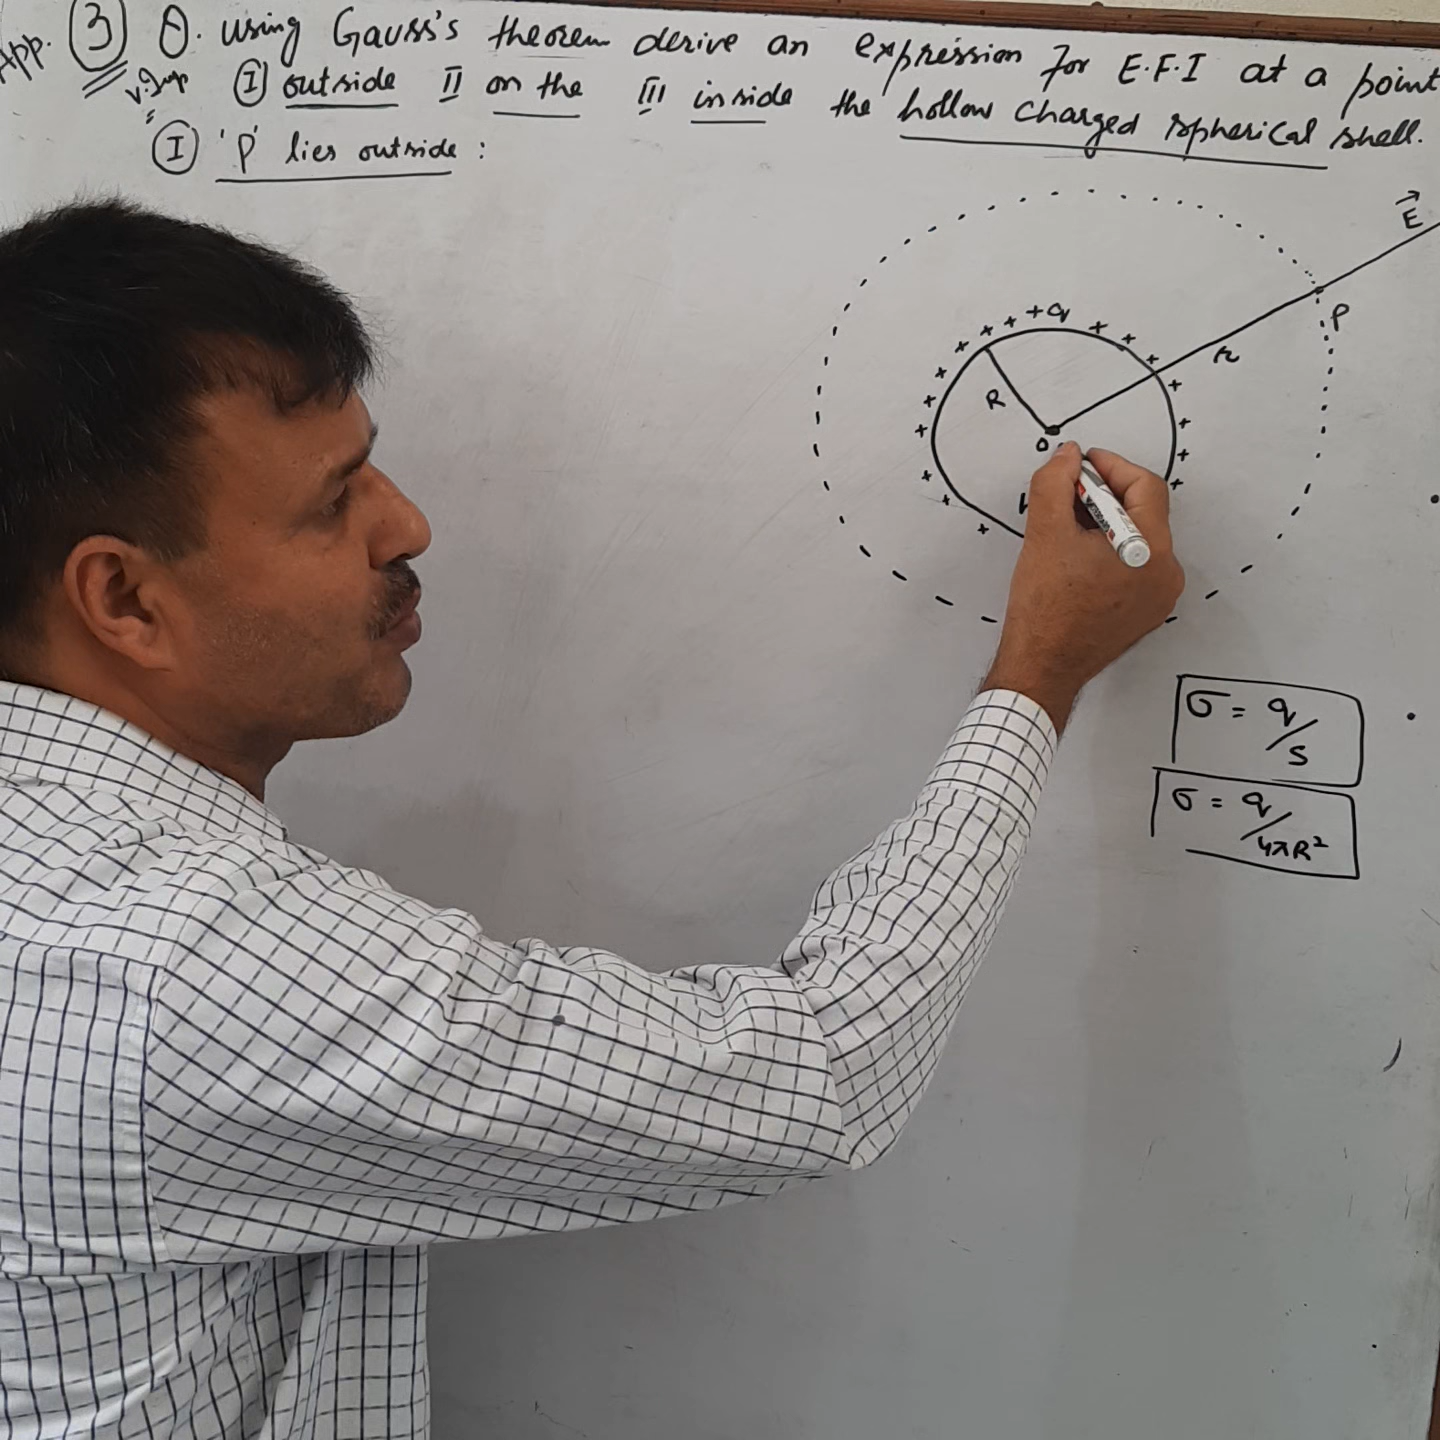 App. ③ Q. using Gauss's theorem derive an expression for E.F.I at a point
V.Imp Ⓘ outside II on the III inside the hollow charged spherical shell.
Ⓘ 'P' lies outside :
E
+q
P
r
R
O
σ = q/S
σ = q/4πR²